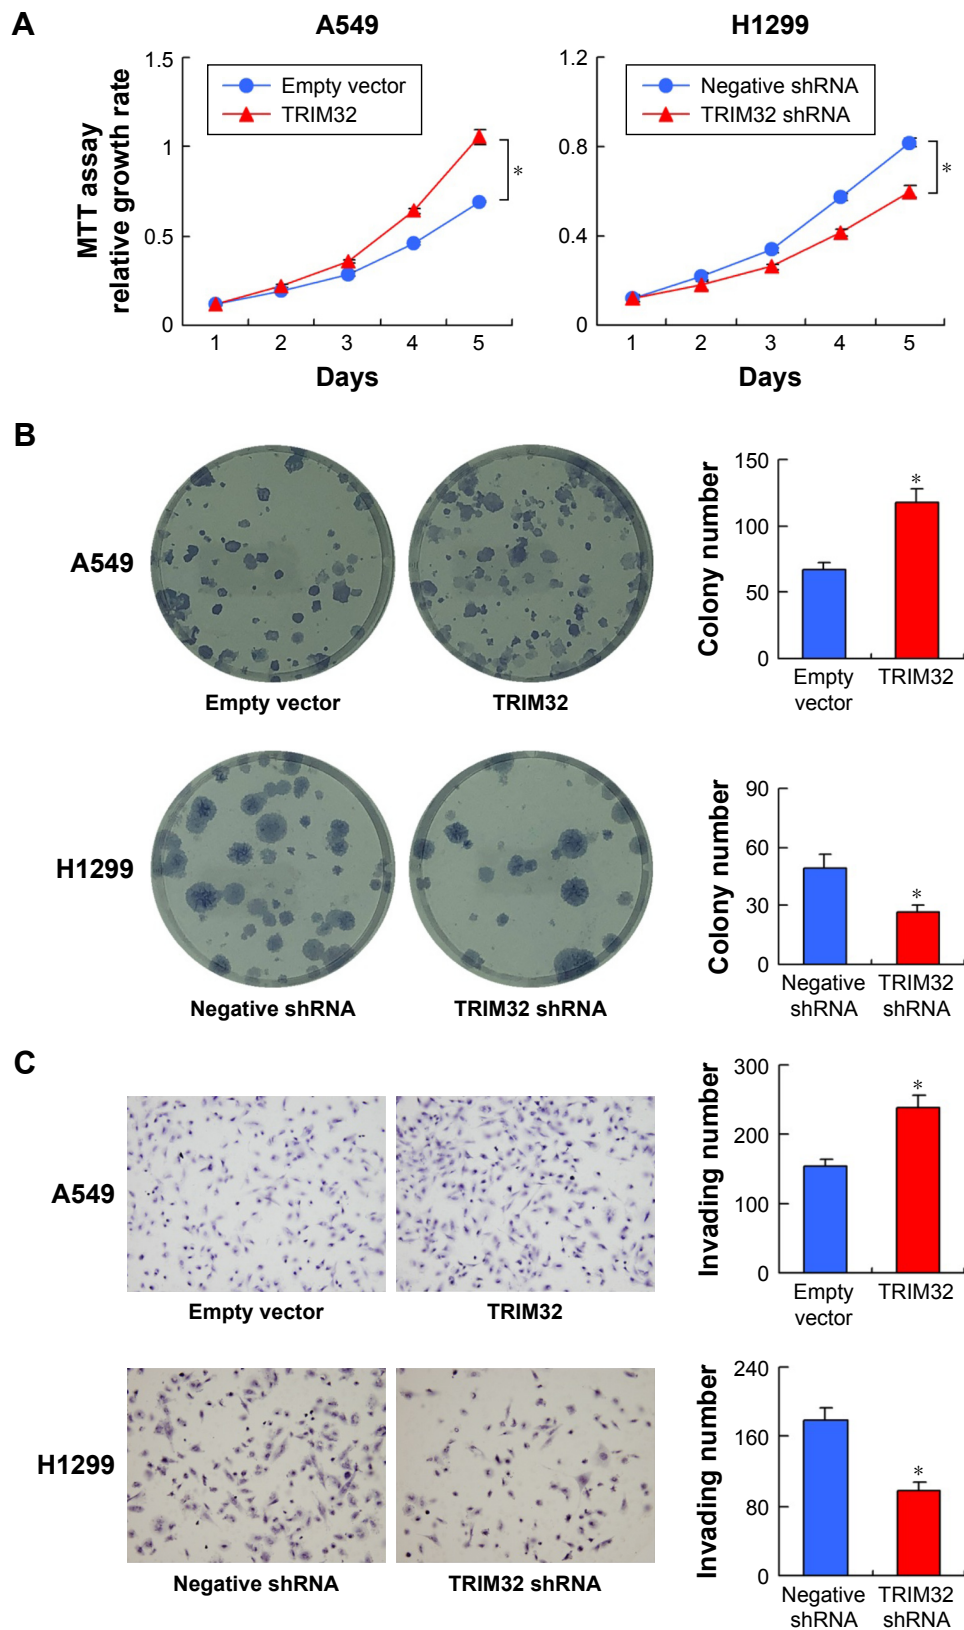 A
A549
H1299
MTT assay
relative growth rate
1.5
1
0.5
0
Empty vector
TRIM32
*
1 2 3 4 5
Days
1.2
0.8
0.4
0
Negative shRNA
TRIM32 shRNA
*
1 2 3 4 5
Days
B
A549
Empty vector
TRIM32
Colony number
150
100
50
0
*
Empty
vector
TRIM32
H1299
Negative shRNA
TRIM32 shRNA
Colony number
90
60
30
0
*
Negative
shRNA
TRIM32
shRNA
C
A549
Empty vector
TRIM32
Invading number
300
200
100
0
*
Empty
vector
TRIM32
H1299
Negative shRNA
TRIM32 shRNA
Invading number
240
160
80
0
*
Negative
shRNA
TRIM32
shRNA